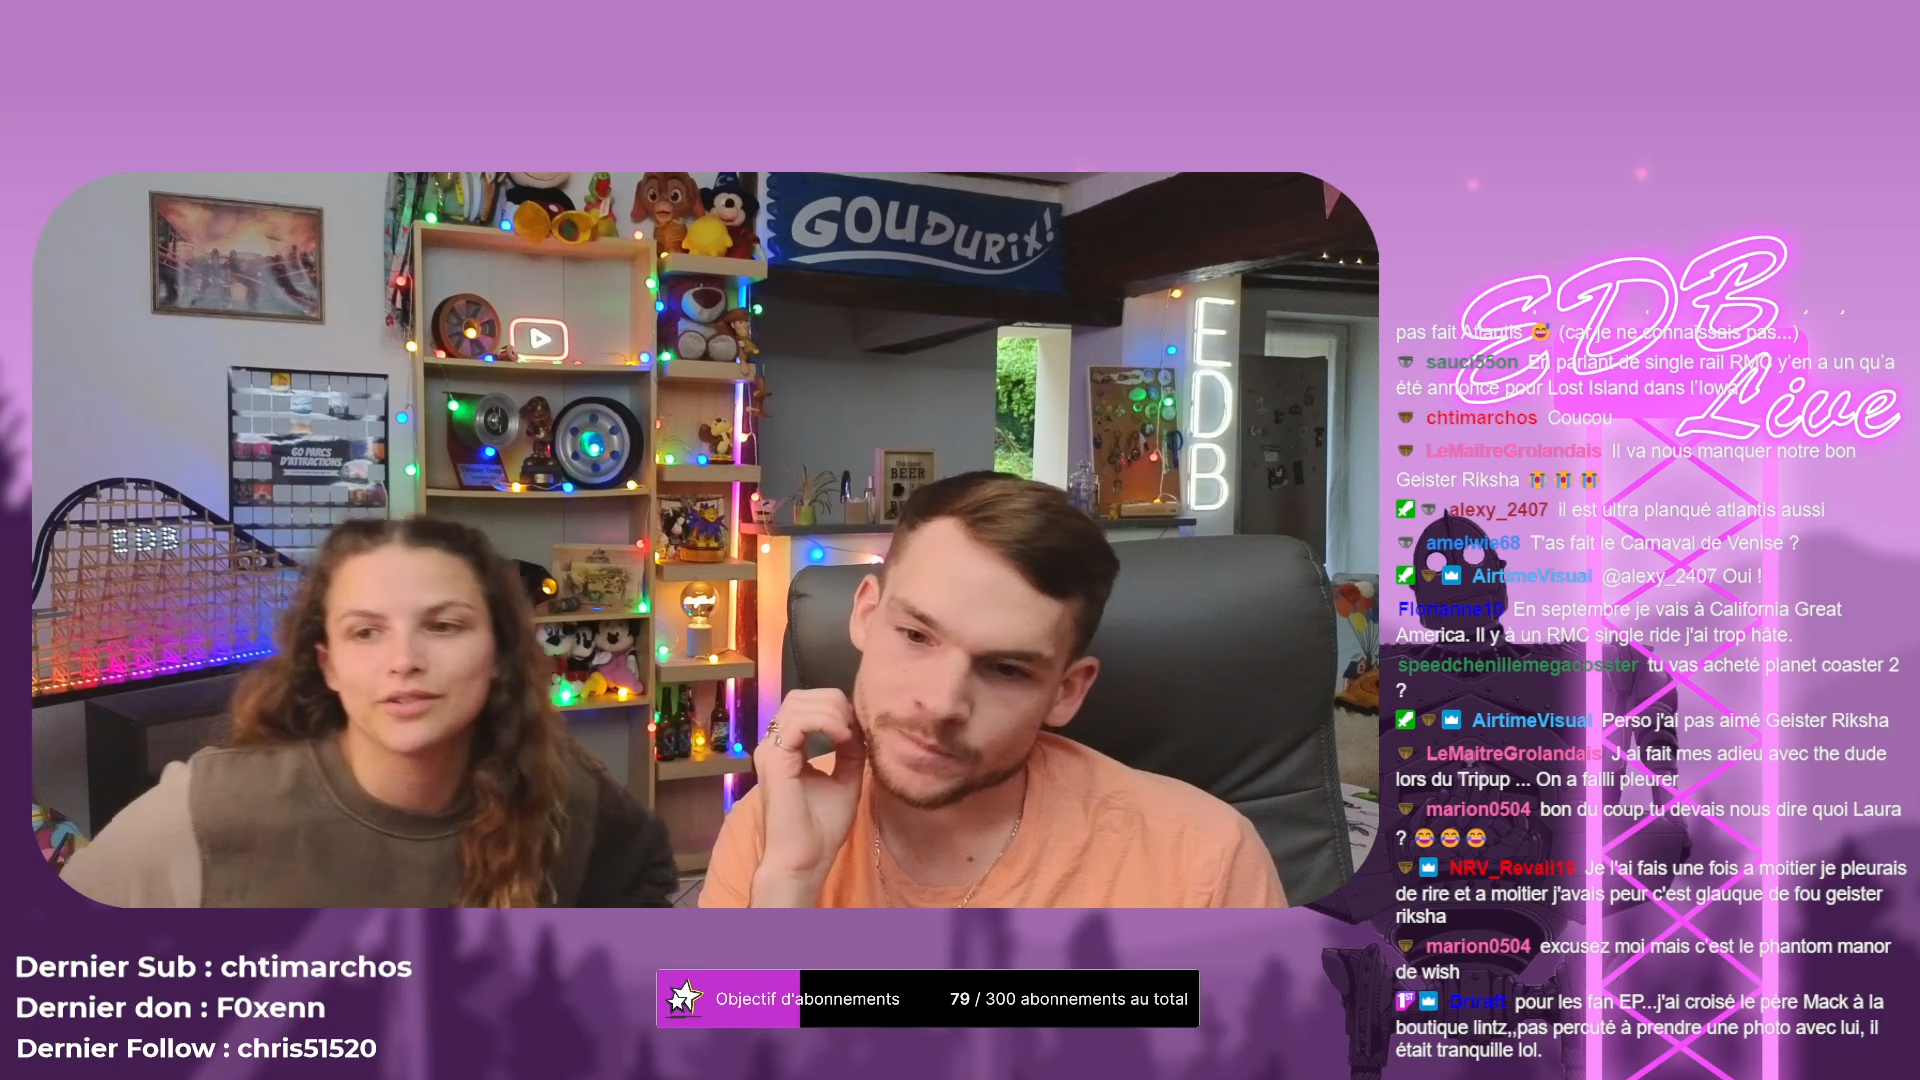 GOUDURIX!
EDB
GO PARCS
D'ATTRACTIONS
BEER
EDB
EDB
Live
pas fait Atlantis 😅 (car je ne connaissais pas...)
sauci55on En parlant de single rail RMC y'en a un qu'a
été annoncé pour Lost Island dans l'Iowa
chtimarchos Coucou
LeMaitreGrolandais Il va nous manquer notre bon
Geister Riksha 😭 😭 😭
alexy_2407 il est ultra planqué atlantis aussi
amelwie68 T'as fait le Carnaval de Venise ?
AirtimeVisual @alexy_2407 Oui !
Florianne10 En septembre je vais à California Great
America. Il y à un RMC single ride j'ai trop hâte.
speedchenillemegacosster tu vas acheté planet coaster 2
?
AirtimeVisual Perso j'ai pas aimé Geister Riksha
LeMaitreGrolandais J ai fait mes adieu avec the dude
lors du Tripup ... On a failli pleurer
marion0504 bon du coup tu devais nous dire quoi Laura
? 😂 😂 😂
NRV_Revali19 Je l'ai fais une fois a moitier je pleurais
de rire et a moitier j'avais peur c'est glauque de fou geister
riksha
marion0504 excusez moi mais c'est le phantom manor
de wish
1ST Driraft pour les fan EP...j'ai croisé le père Mack à la
boutique lintz,,pas percuté à prendre une photo avec lui, il
était tranquille lol.
Dernier Sub : chtimarchos
Dernier don : F0xenn
Dernier Follow : chris51520
Objectif d'abonnements 79 / 300 abonnements au total